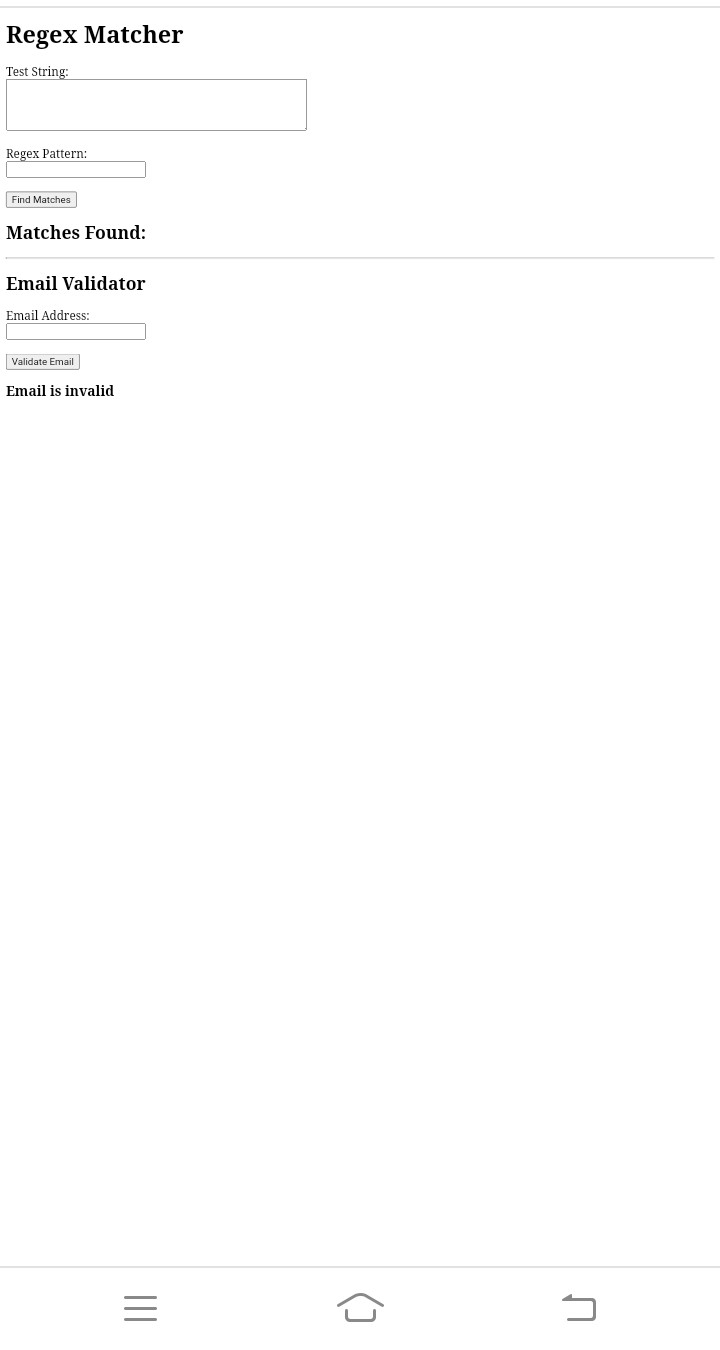 Regex Matcher
Test String:
Regex Pattern:
Find Matches
Matches Found:
Email Validator
Email Address:
Validate Email
Email is invalid